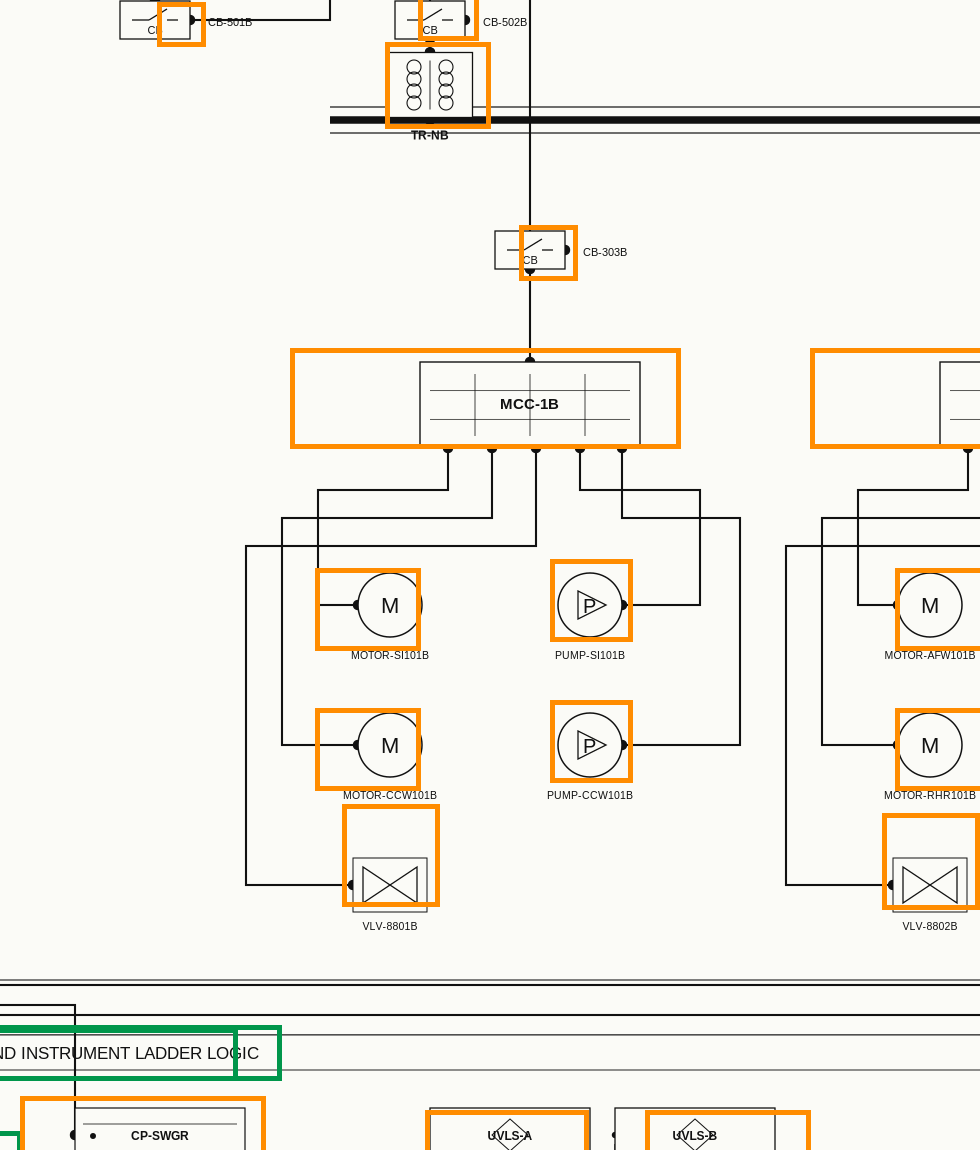 CB-501B
CB-502B
CB
CB
TR-NB
CB-303B
CB
MCC-1B
M
P
M
MOTOR-SI101B
PUMP-SI101B
MOTOR-AFW101B
M
P
M
MOTOR-CCW101B
PUMP-CCW101B
MOTOR-RHR101B
VLV-8801B
VLV-8802B
ND INSTRUMENT LADDER LOGIC
CP-SWGR
UVLS-A
UVLS-B